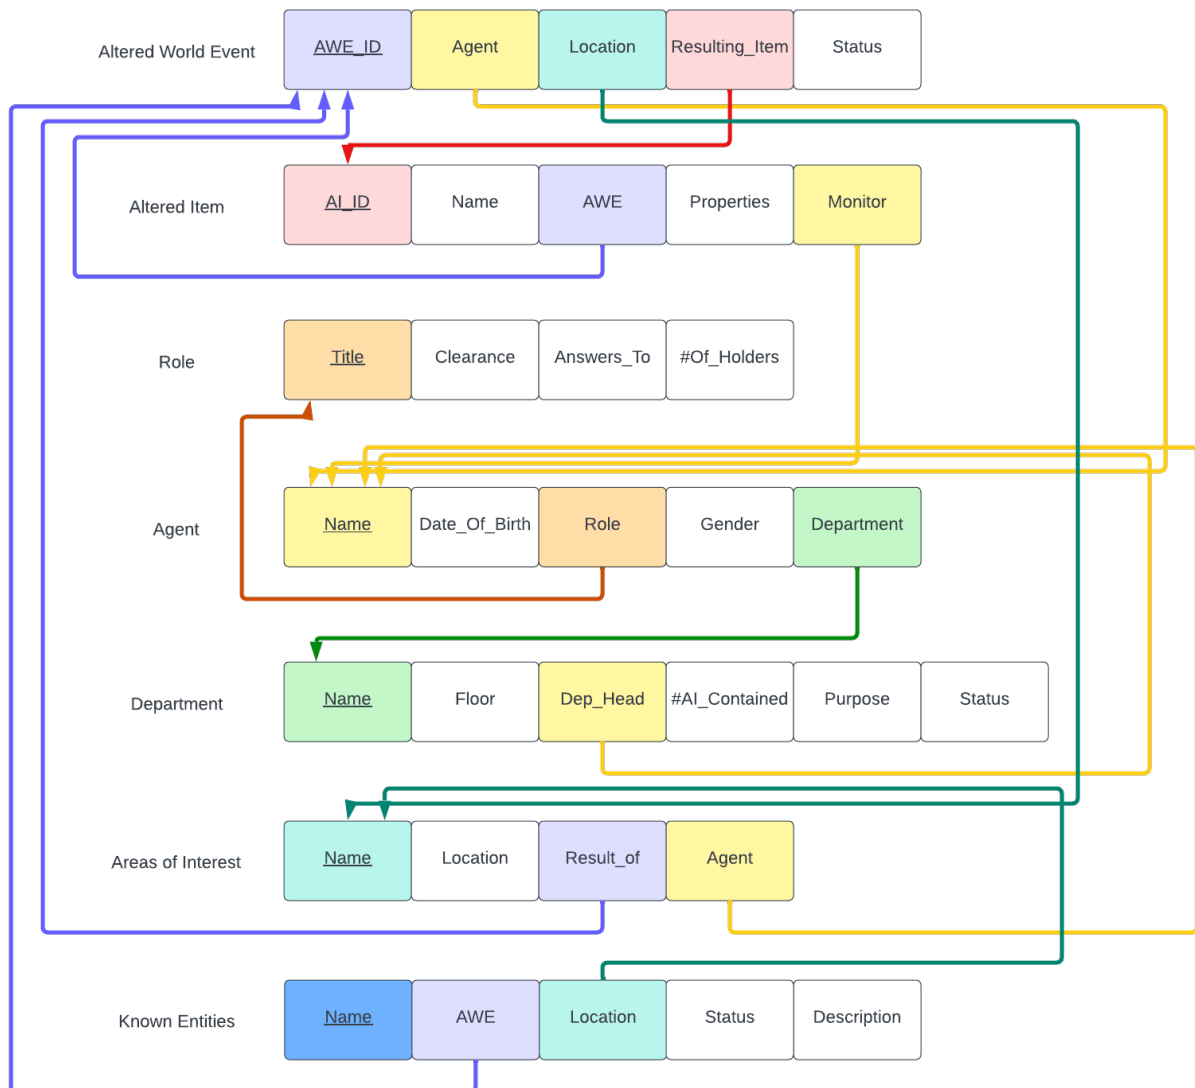 Altered World Event AWE_ID Agent Location Resulting_Item Status
Altered Item AI_ID Name AWE Properties Monitor
Role Title Clearance Answers_To #Of_Holders
Agent Name Date_Of_Birth Role Gender Department
Department Name Floor Dep_Head #AI_Contained Purpose Status
Areas of Interest Name Location Result_of Agent
Known Entities Name AWE Location Status Description